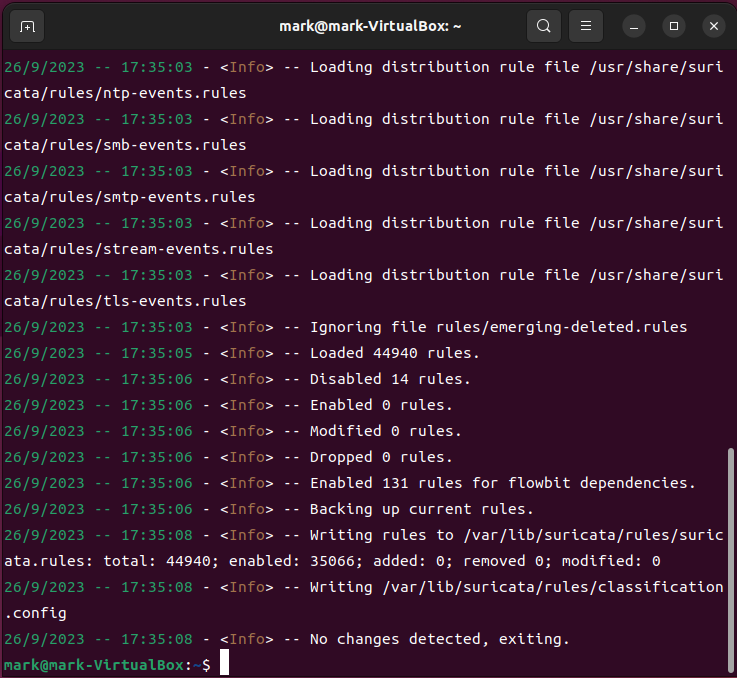 mark@mark-VirtualBox: ~
26/9/2023 -- 17:35:03 - <Info> -- Loading distribution rule file /usr/share/suri
cata/rules/ntp-events.rules
26/9/2023 -- 17:35:03 - <Info> -- Loading distribution rule file /usr/share/suri
cata/rules/smb-events.rules
26/9/2023 -- 17:35:03 - <Info> -- Loading distribution rule file /usr/share/suri
cata/rules/smtp-events.rules
26/9/2023 -- 17:35:03 - <Info> -- Loading distribution rule file /usr/share/suri
cata/rules/stream-events.rules
26/9/2023 -- 17:35:03 - <Info> -- Loading distribution rule file /usr/share/suri
cata/rules/tls-events.rules
26/9/2023 -- 17:35:03 - <Info> -- Ignoring file rules/emerging-deleted.rules
26/9/2023 -- 17:35:05 - <Info> -- Loaded 44940 rules.
26/9/2023 -- 17:35:06 - <Info> -- Disabled 14 rules.
26/9/2023 -- 17:35:06 - <Info> -- Enabled 0 rules.
26/9/2023 -- 17:35:06 - <Info> -- Modified 0 rules.
26/9/2023 -- 17:35:06 - <Info> -- Dropped 0 rules.
26/9/2023 -- 17:35:06 - <Info> -- Enabled 131 rules for flowbit dependencies.
26/9/2023 -- 17:35:06 - <Info> -- Backing up current rules.
26/9/2023 -- 17:35:08 - <Info> -- Writing rules to /var/lib/suricata/rules/suric
ata.rules: total: 44940; enabled: 35066; added: 0; removed 0; modified: 0
26/9/2023 -- 17:35:08 - <Info> -- Writing /var/lib/suricata/rules/classification
.config
26/9/2023 -- 17:35:08 - <Info> -- No changes detected, exiting.
mark@mark-VirtualBox:~$